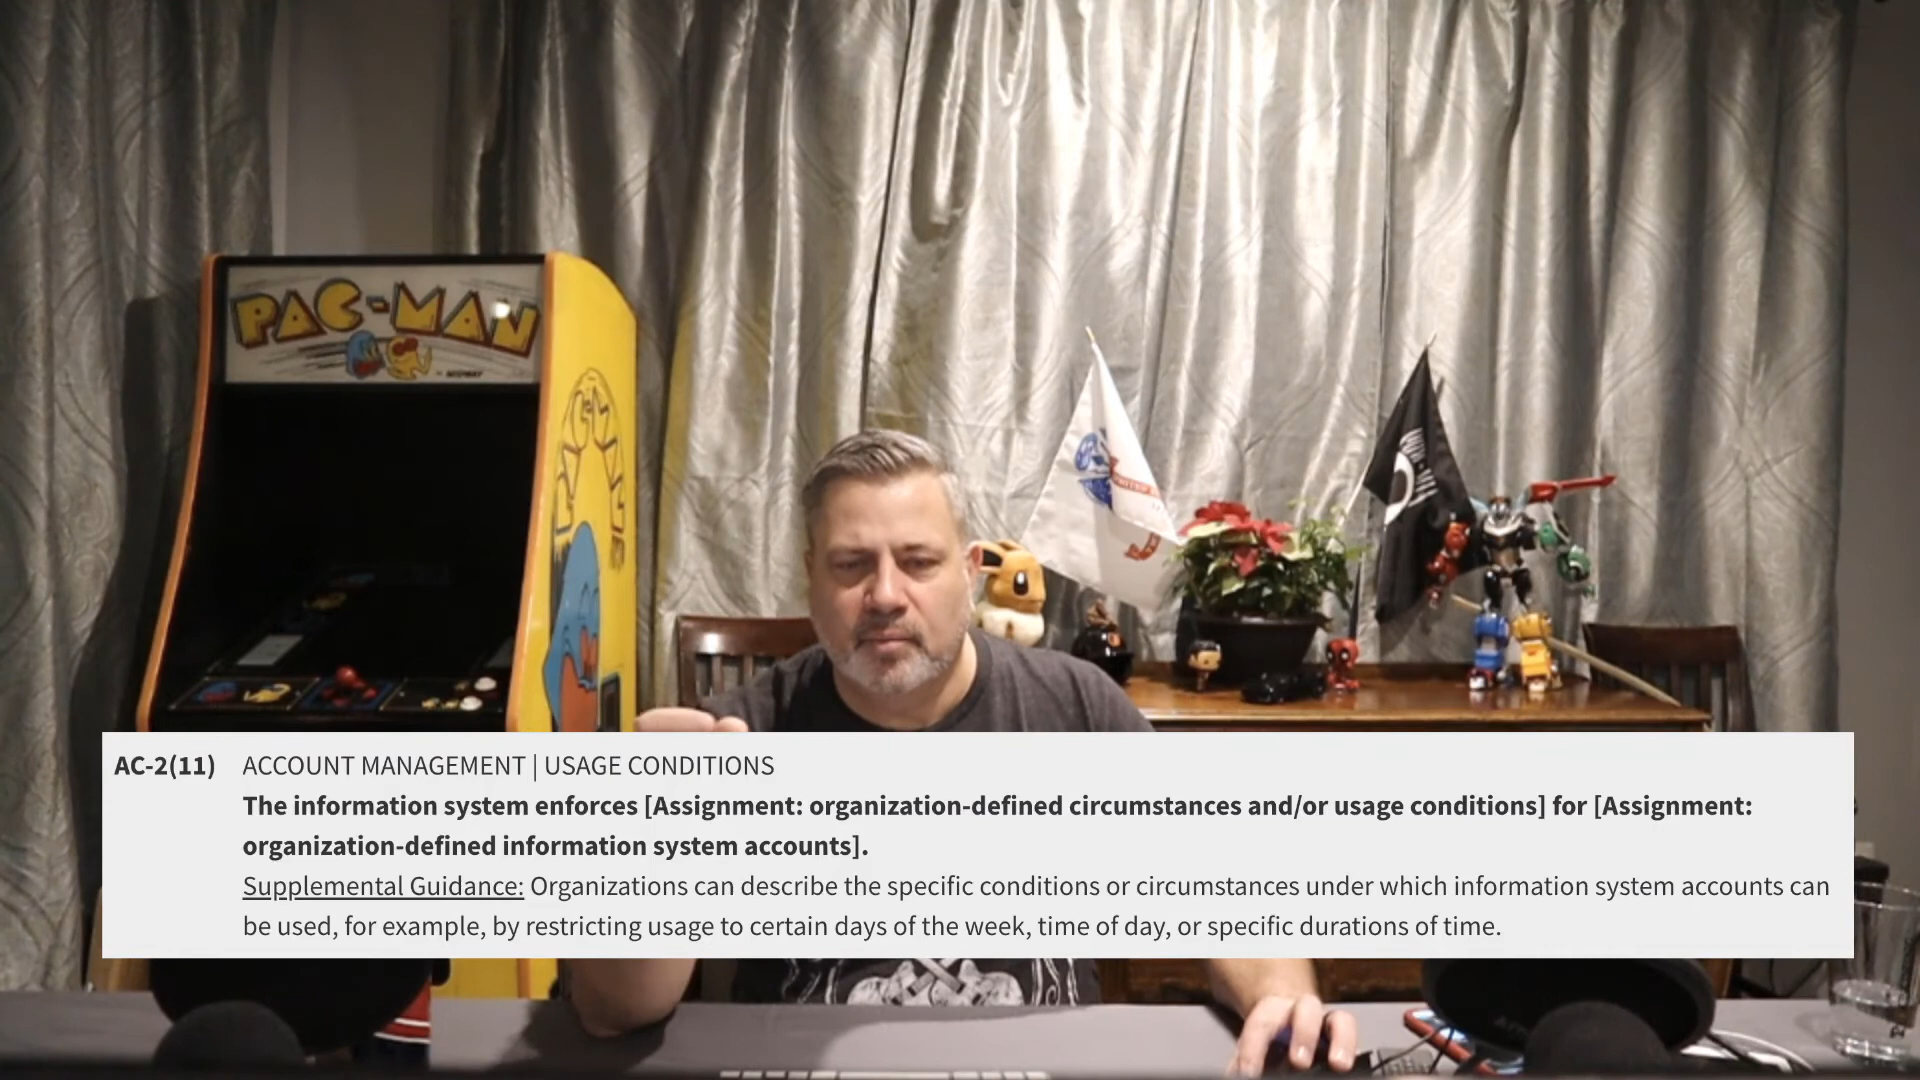 PAC-MAN
AC-2(11) ACCOUNT MANAGEMENT | USAGE CONDITIONS
The information system enforces [Assignment: organization-defined circumstances and/or usage conditions] for [Assignment:
organization-defined information system accounts].
Supplemental Guidance: Organizations can describe the specific conditions or circumstances under which information system accounts can
be used, for example, by restricting usage to certain days of the week, time of day, or specific durations of time.